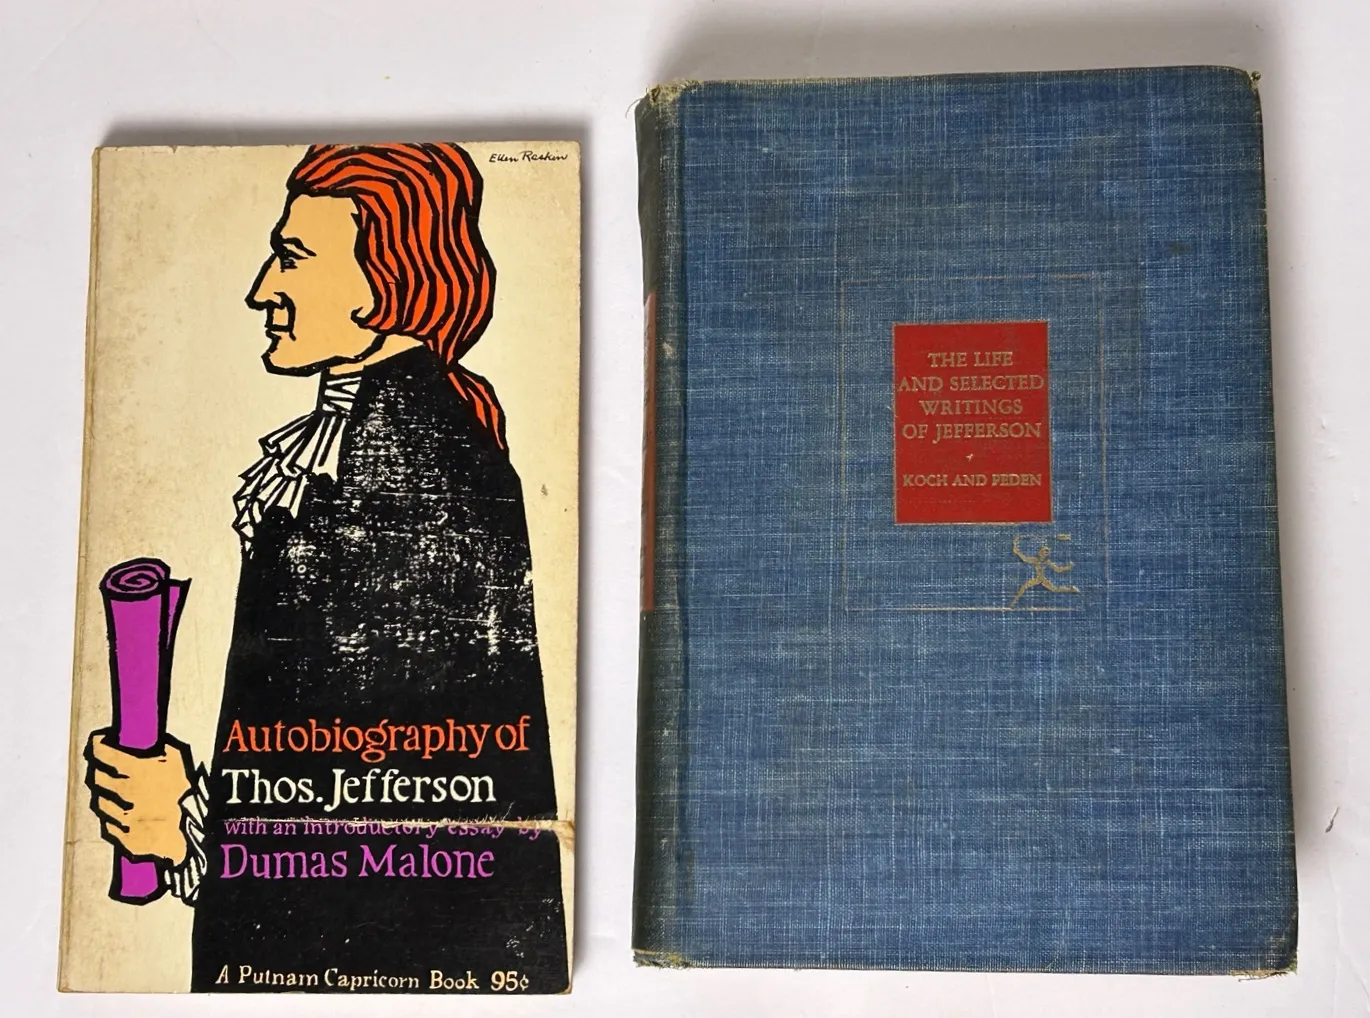 Ellen Raskin
Autobiography of
Thos. Jefferson
with an introductory essay by
Dumas Malone
A Putnam Capricorn Book 95¢
THE LIFE
AND SELECTED
WRITINGS
OF JEFFERSON
KOCH AND PEDEN